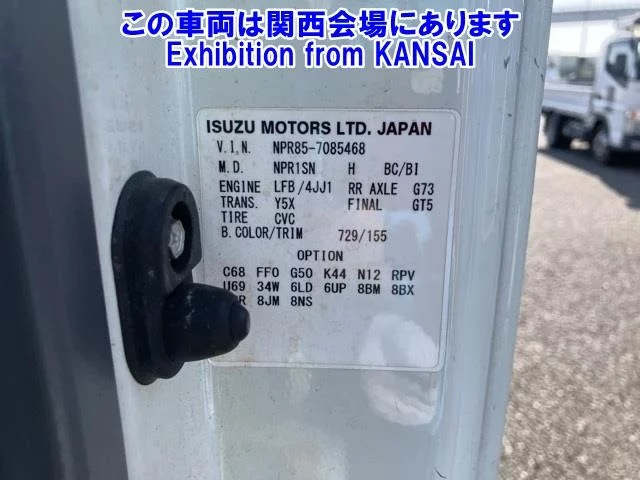 この車両は関西会場にあります
Exhibition from KANSAI
ISUZU MOTORS LTD. JAPAN
V.I.N. NPR85-7085468
M.D. NPR1SN H BC/BI
ENGINE LFB/4JJ1 RR AXLE G73
TRANS. Y5X FINAL GT5
TIRE CVC
B.COLOR/TRIM 729/155
OPTION
C68 FF0 G50 K44 N12 RPV
U69 34W 6LD 6UP 8BM 8BX
8JM 8NS